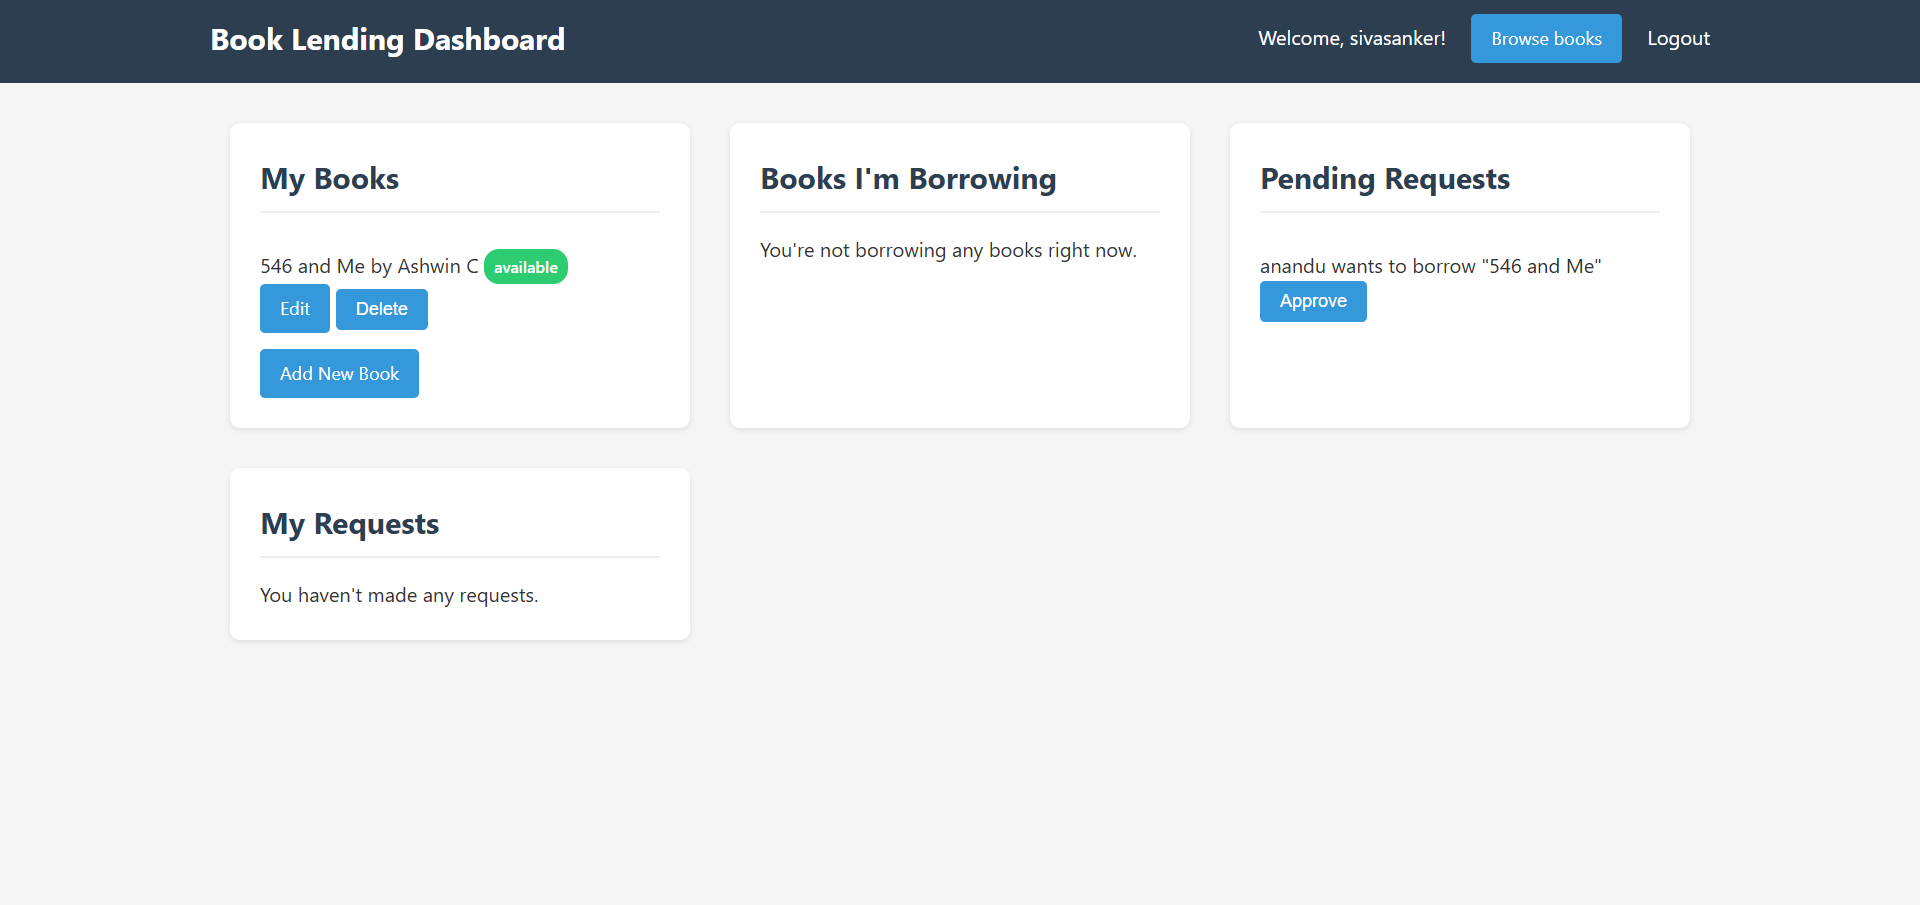 Book Lending Dashboard
Welcome, sivasanker!
Browse books
Logout
My Books
546 and Me by Ashwin C available
Edit Delete
Add New Book
Books I'm Borrowing
You're not borrowing any books right now.
Pending Requests
anandu wants to borrow "546 and Me"
Approve
My Requests
You haven't made any requests.